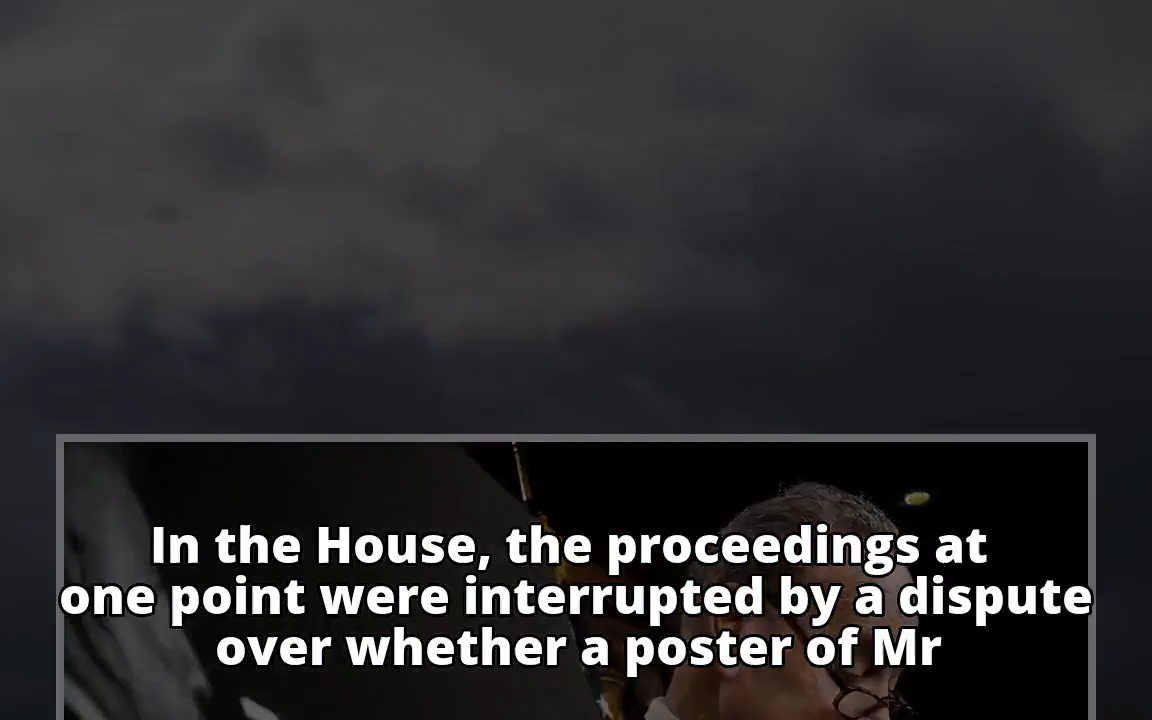 In the House, the proceedings at
one point were interrupted by a dispute
over whether a poster of Mr